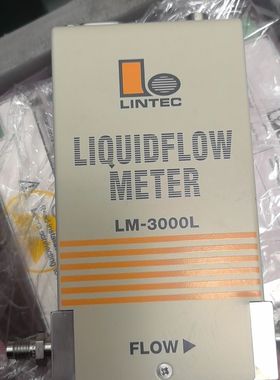 LINTEC
LIQUIDFLOW
METER
LM-3000L
FLOW ▶